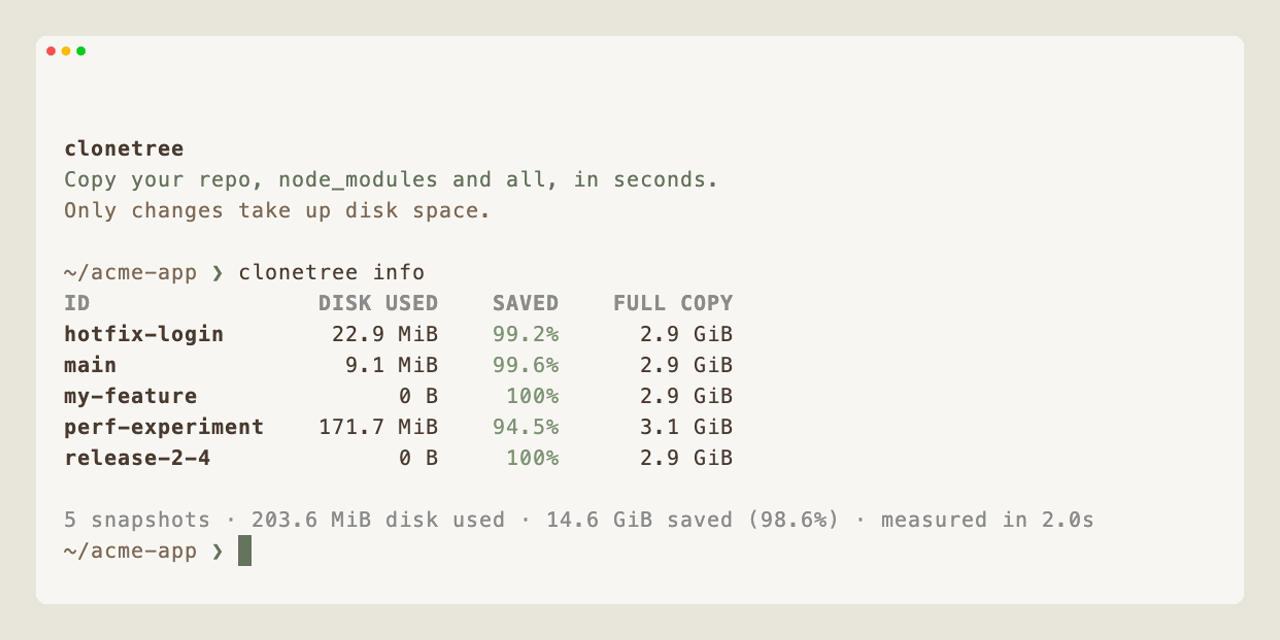 clonetree
Copy your repo, node_modules and all, in seconds.
Only changes take up disk space.
~/acme-app ❯ clonetree info
ID DISK USED SAVED FULL COPY
hotfix-login 22.9 MiB 99.2% 2.9 GiB
main 9.1 MiB 99.6% 2.9 GiB
my-feature 0 B 100% 2.9 GiB
perf-experiment 171.7 MiB 94.5% 3.1 GiB
release-2-4 0 B 100% 2.9 GiB
5 snapshots · 203.6 MiB disk used · 14.6 GiB saved (98.6%) · measured in 2.0s
~/acme-app ❯